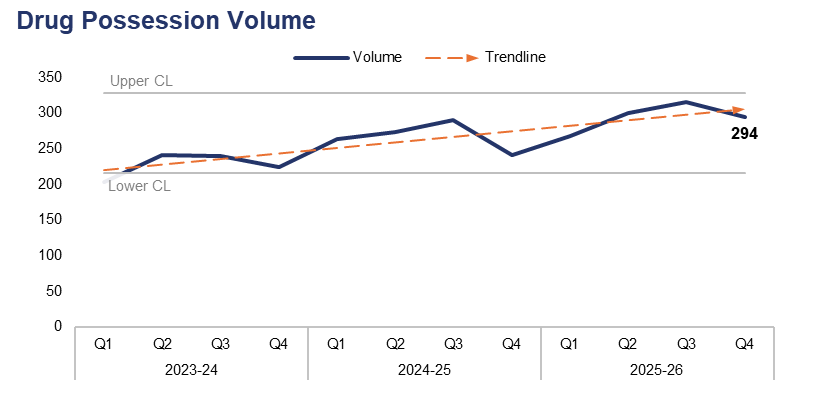 Drug Possession Volume
Volume Trendline
350
Upper CL
300
294
250
200
Lower CL
150
100
50
0
Q1 Q2 Q3 Q4 Q1 Q2 Q3 Q4 Q1 Q2 Q3 Q4
2023-24 2024-25 2025-26